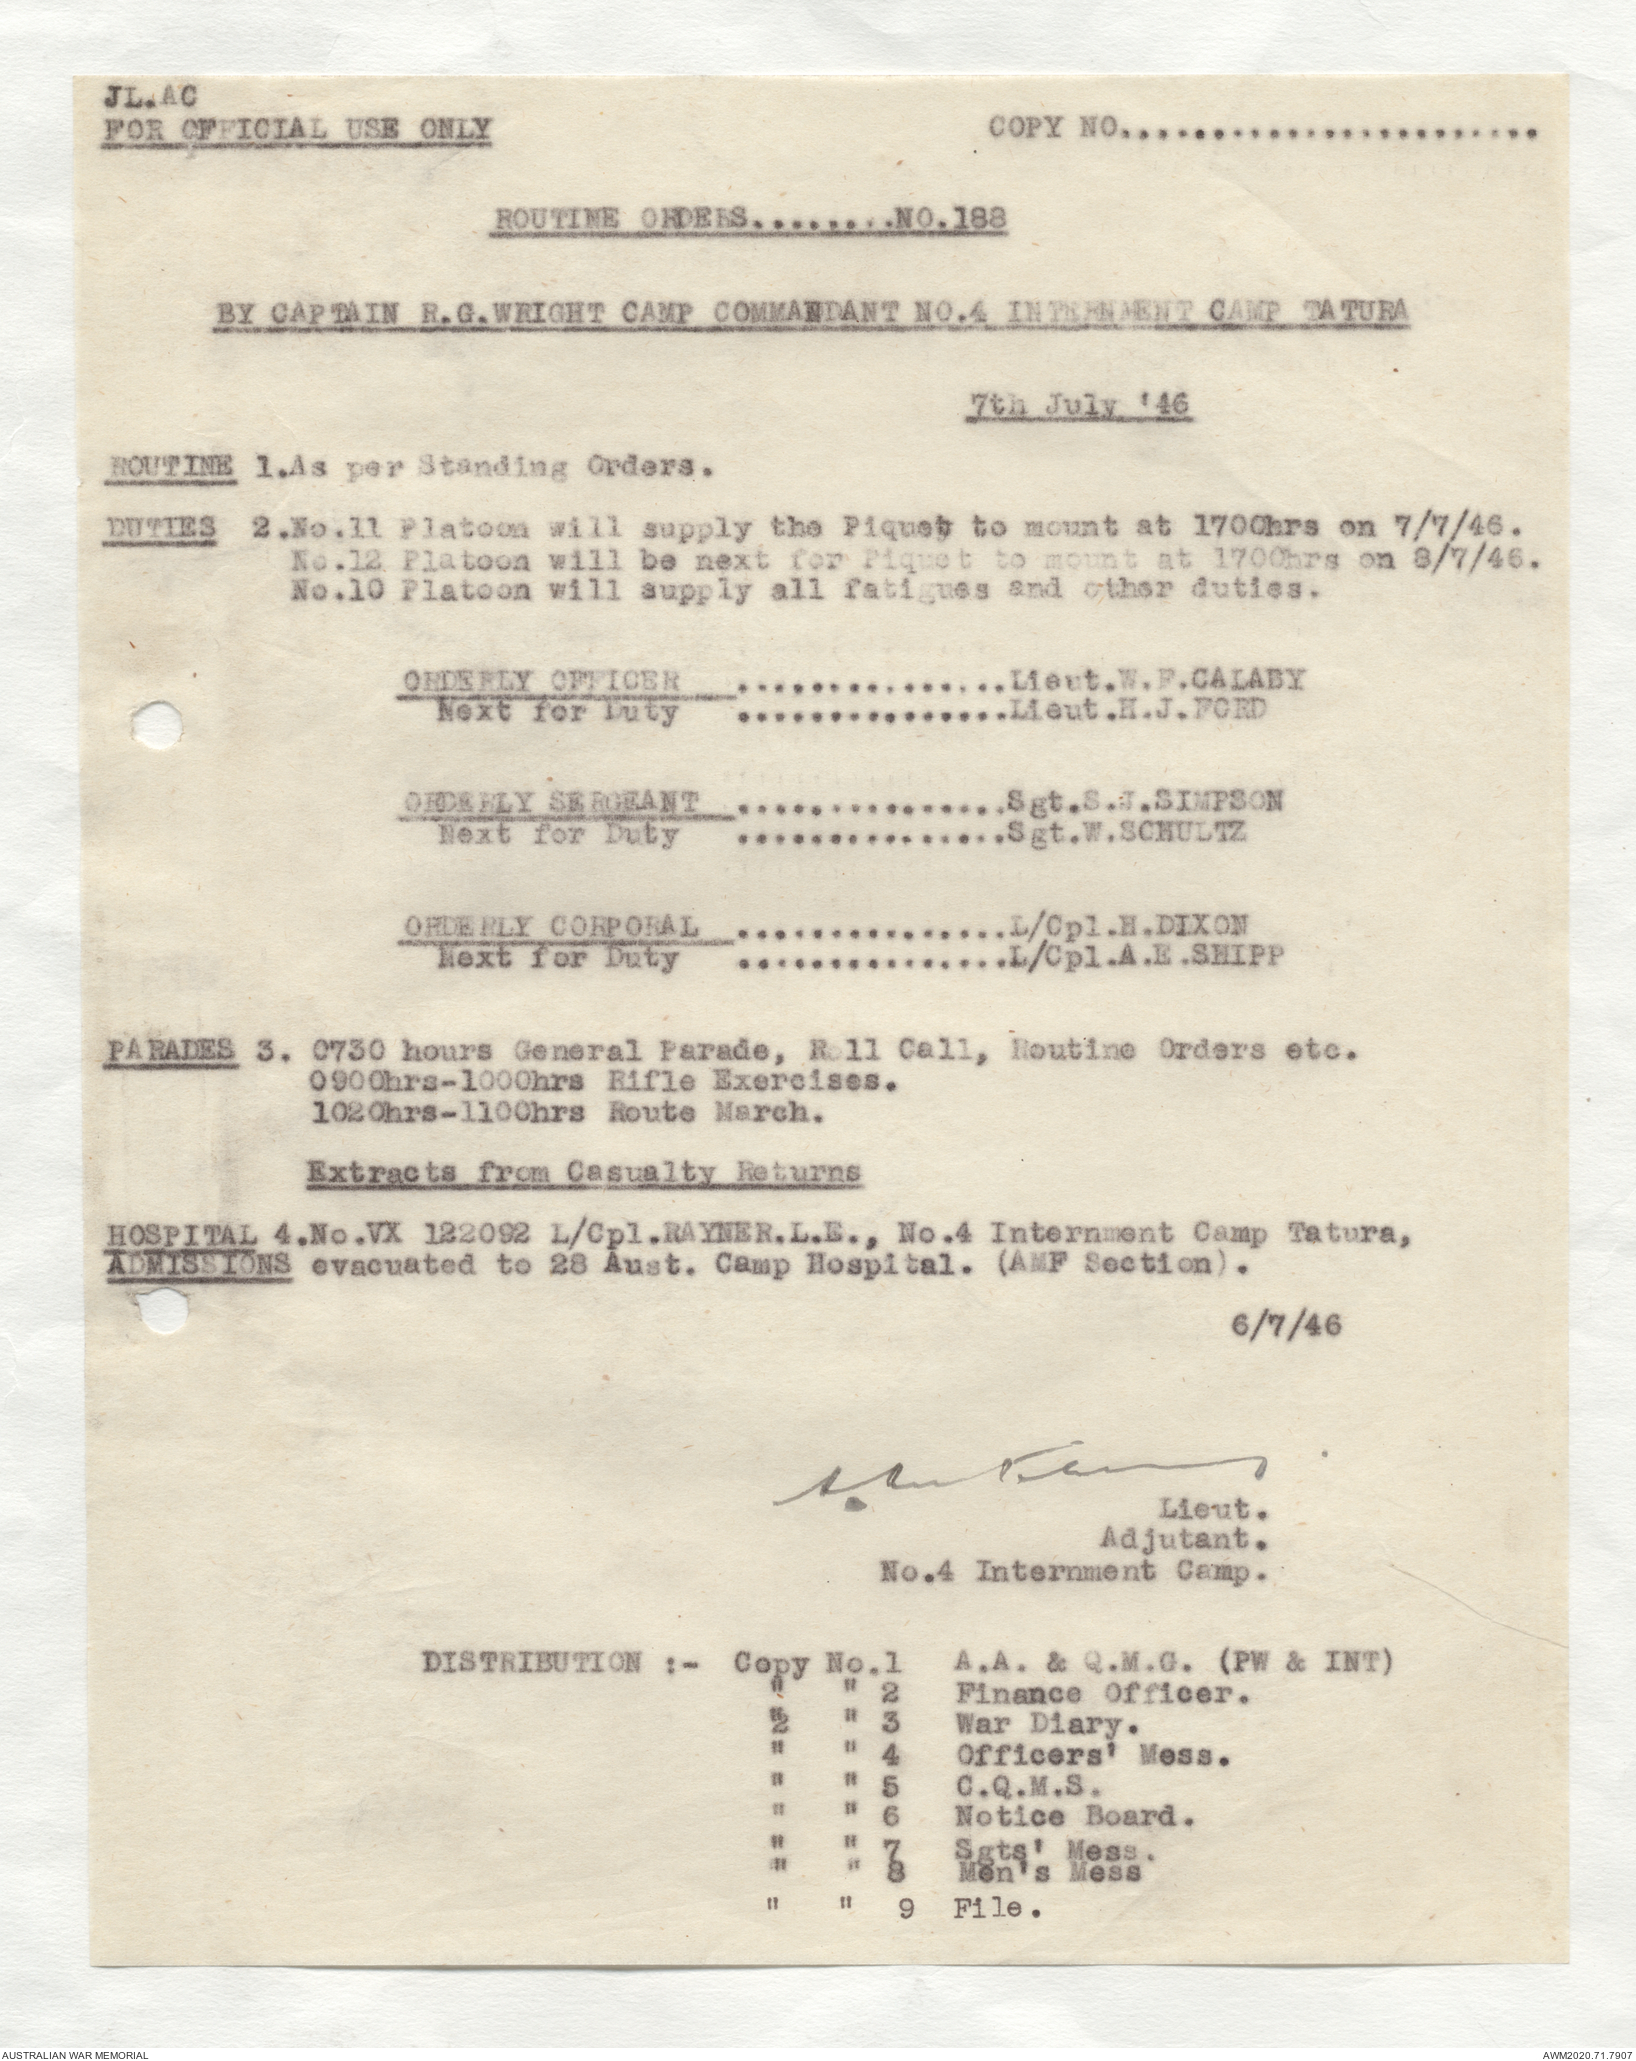 JL.AC
FOR OFFICIAL USE ONLY
COPY NO.......................
ROUTINE ORDERS........NO.188
BY CAPTAIN R.G.WRIGHT CAMP COMMANDANT NO.4 INTERNMENT CAMP TATURA
7th July '46
ROUTINE 1.As per Standing Orders.
DUTIES 2.No.11 Platoon will supply the Piquet to mount at 1700hrs on 7/7/46.
No.12 Platoon will be next for Piquet to mount at 1700hrs on 8/7/46.
No.10 Platoon will supply all fatigues and other duties.
ORDERLY OFFICER ...............Lieut.W.F.CALABY
Next for Duty ...............Lieut.H.J.FORD
ORDERLY SERGEANT ...............Sgt.S.J.SIMPSON
Next for Duty ...............Sgt.W.SCHULTZ
ORDERLY CORPORAL ...............L/Cpl.H.DIXON
Next for Duty ...............L/Cpl.A.E.SHIPP
PARADES 3. 0730 hours General Parade, Roll Call, Routine Orders etc.
0900hrs-1000hrs Rifle Exercises.
1020hrs-1100hrs Route March.
Extracts from Casualty Returns
HOSPITAL 4.No.VX 122092 L/Cpl.RAYNER.L.E., No.4 Internment Camp Tatura,
ADMISSIONS evacuated to 28 Aust. Camp Hospital. (AMF Section).
6/7/46
Lieut.
Adjutant.
No.4 Internment Camp.
DISTRIBUTION :- Copy No.1 A.A. & Q.M.G. (PW & INT)
" " 2 Finance Officer.
2 " 3 War Diary.
" " 4 Officers' Mess.
" " 5 C.Q.M.S.
" " 6 Notice Board.
" " 7 Sgts' Mess.
" " 8 Men's Mess
" " 9 File.
AUSTRALIAN WAR MEMORIAL
AWM2020.71.7907